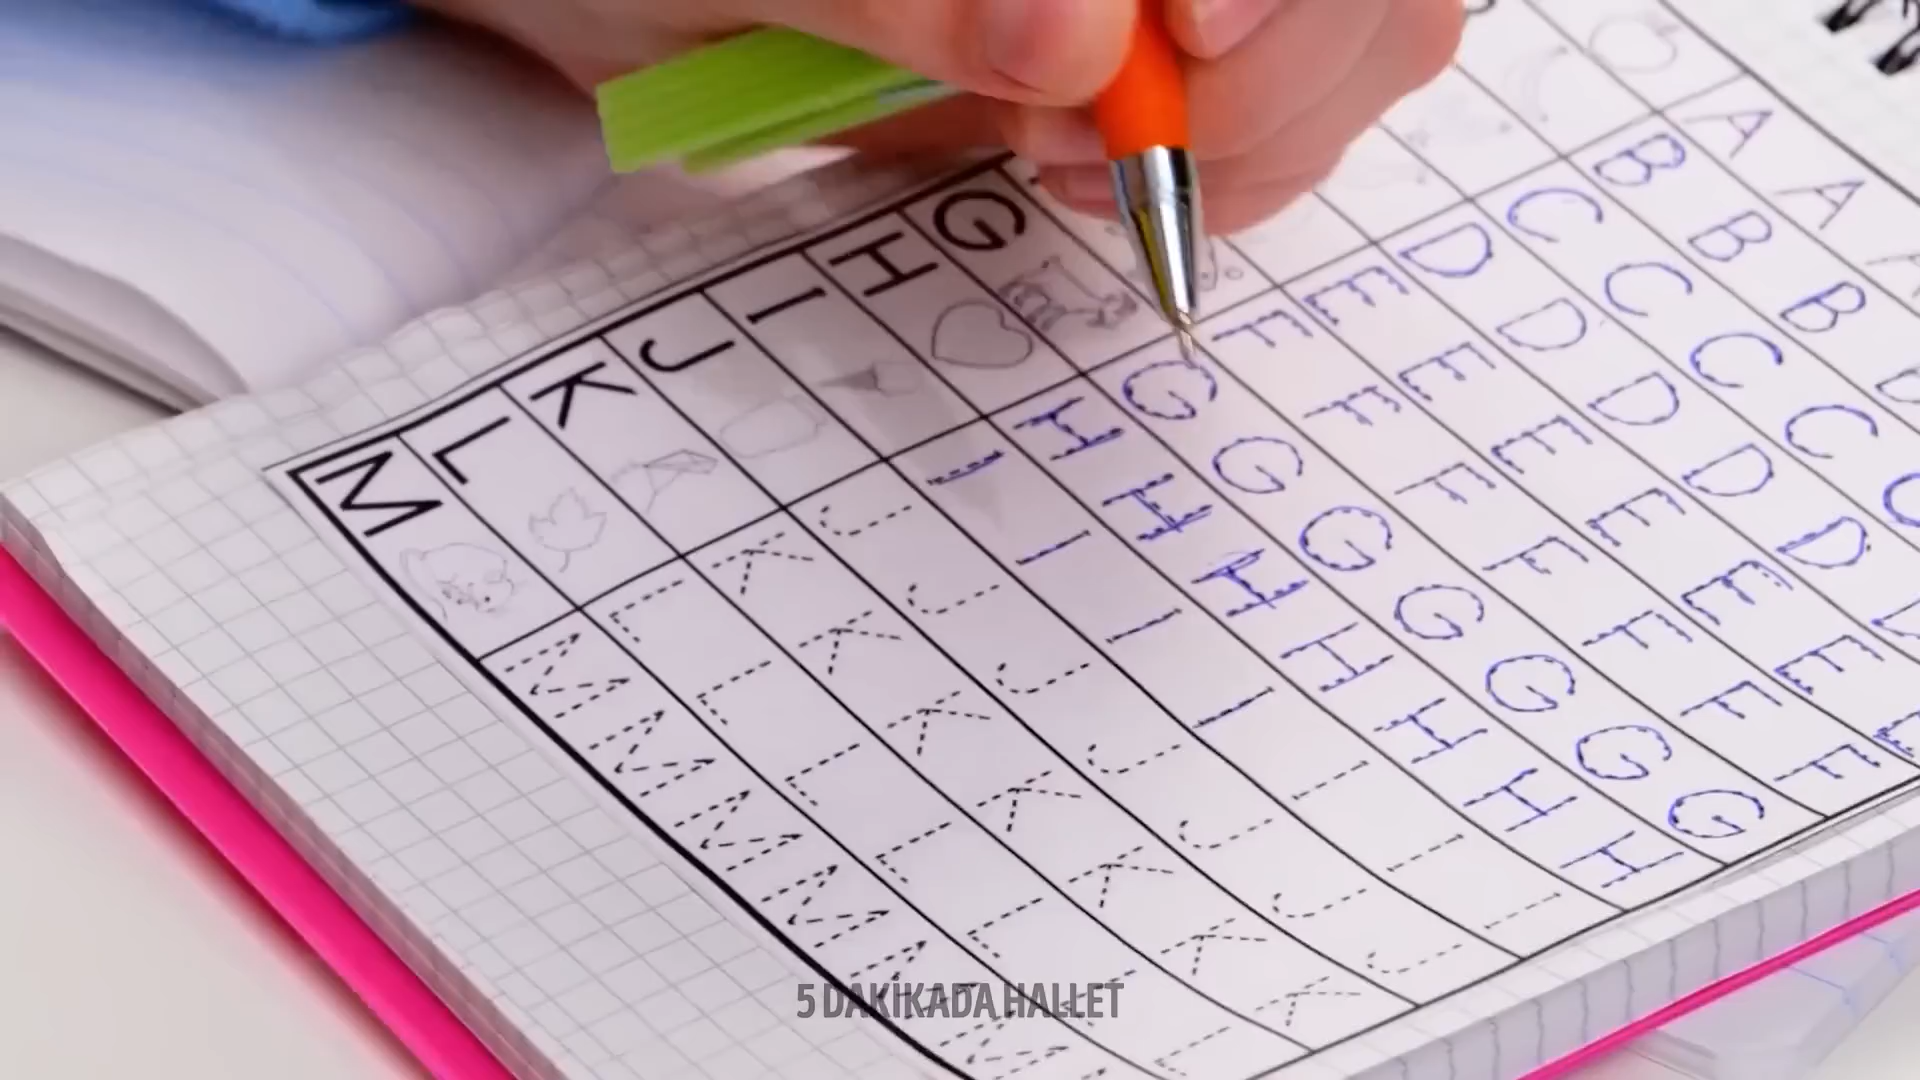 A A A
B B B
C C C C C
D D D D D D
E E E E E E E
F F F F F F F
G G G G G G G G
H H H H H H H H
I I I I I I I I
J J J J J J J J
K K K K K K K K
L L L L L L L L
M M M M M M M
5 DAKİKADA HALLET